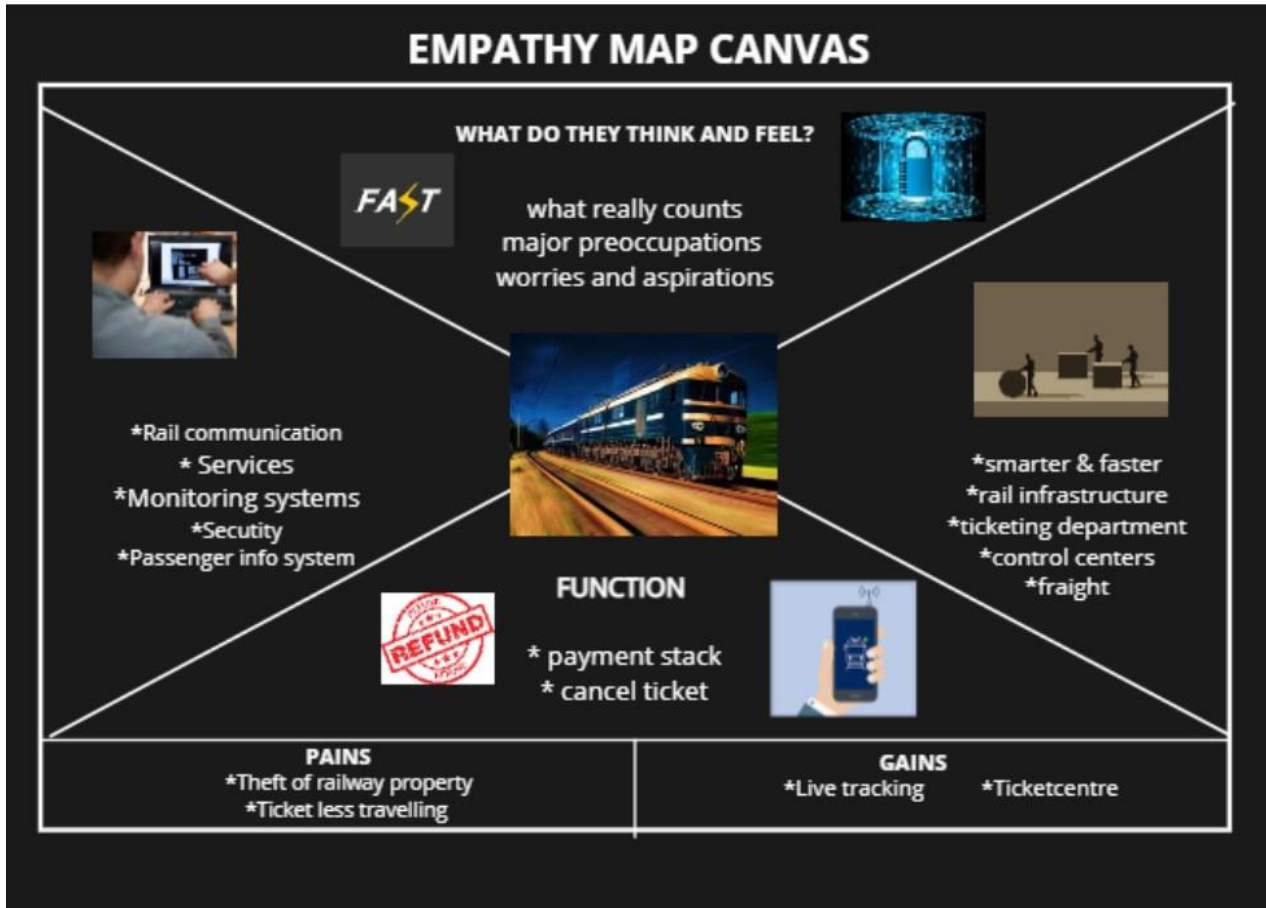 EMPATHY MAP CANVAS
WHAT DO THEY THINK AND FEEL?
FAST
what really counts
major preoccupations
worries and aspirations
*Rail communication
* Services
*Monitoring systems
*Secutity
*Passenger info system
*smarter & faster
*rail infrastructure
*ticketing department
*control centers
*fraight
FUNCTION
REFUND
* payment stack
* cancel ticket
PAINS
*Theft of railway property
*Ticket less travelling
GAINS
*Live tracking *Ticketcentre